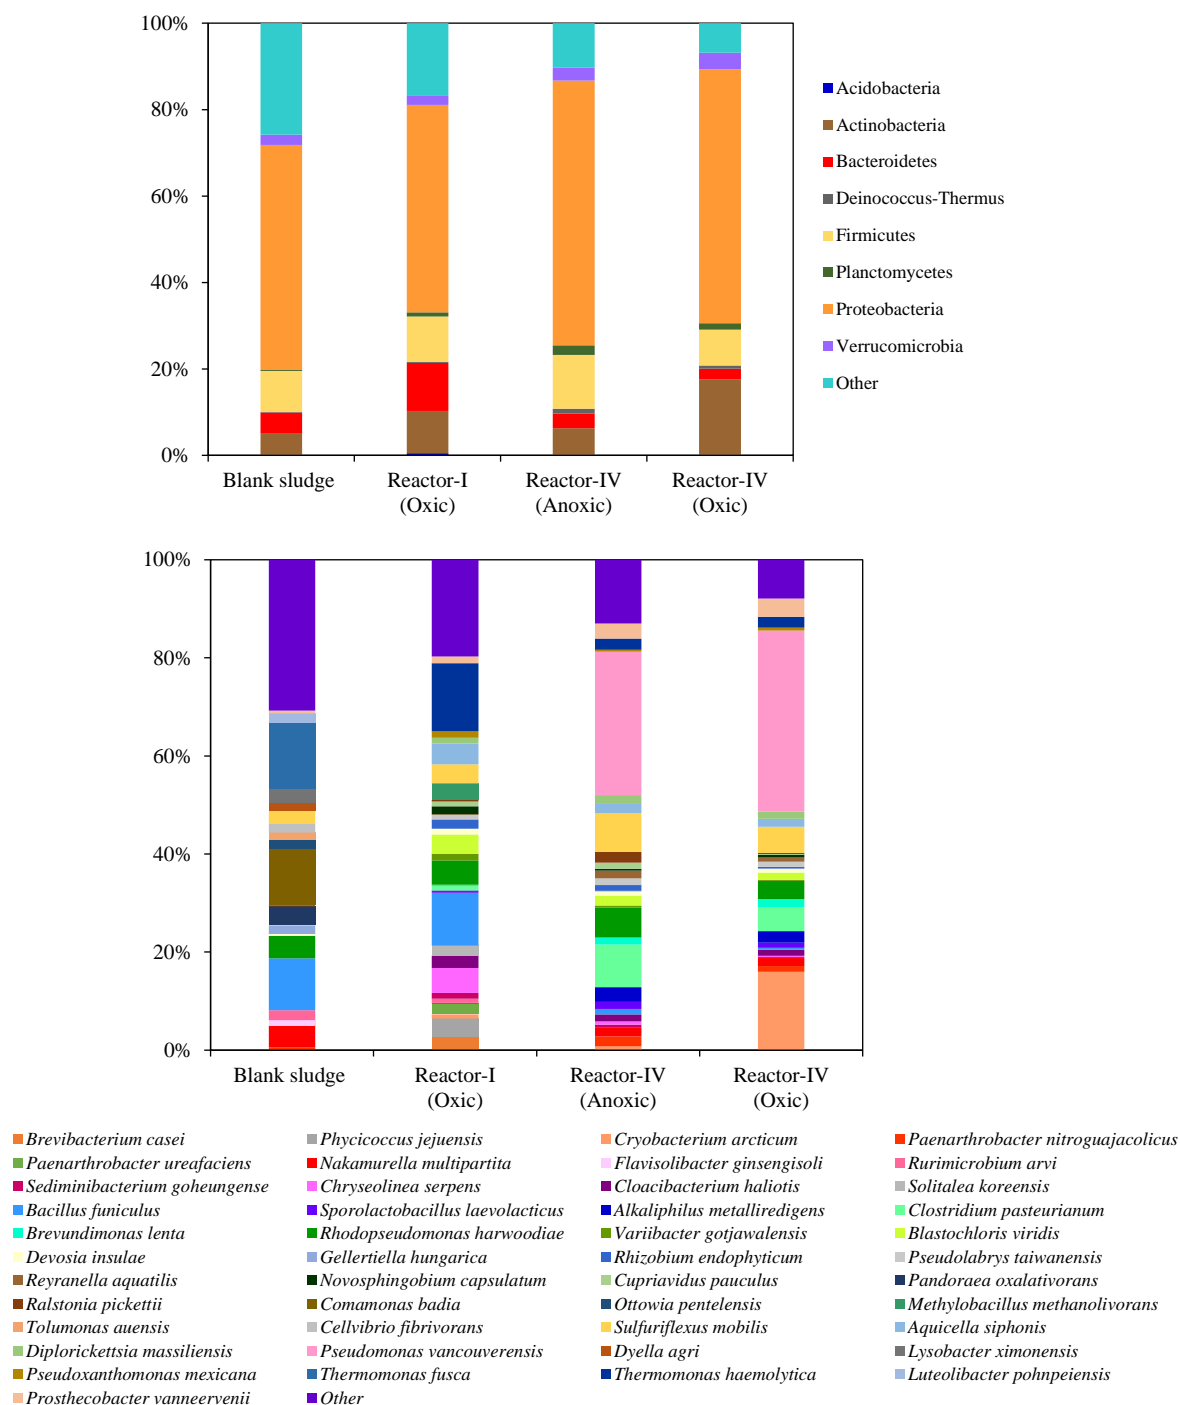 100%
80%
60%
40%
20%
0%
Blank sludge
Reactor-I
(Oxic)
Reactor-IV
(Anoxic)
Reactor-IV
(Oxic)
Acidobacteria
Actinobacteria
Bacteroidetes
Deinococcus-Thermus
Firmicutes
Planctomycetes
Proteobacteria
Verrucomicrobia
Other
100%
80%
60%
40%
20%
0%
Blank sludge
Reactor-I
(Oxic)
Reactor-IV
(Anoxic)
Reactor-IV
(Oxic)
Brevibacterium casei Phycicoccus jejuensis Cryobacterium arcticum Paenarthrobacter nitroguajacolicus
Paenarthrobacter ureafaciens Nakamurella multipartita Flavisolibacter ginsengisoli Rurimicrobium arvi
Sediminibacterium goheungense Chryseolinea serpens Cloacibacterium haliotis Solitalea koreensis
Bacillus funiculus Sporolactobacillus laevolacticus Alkaliphilus metalliredigens Clostridium pasteurianum
Brevundimonas lenta Rhodopseudomonas harwoodiae Variibacter gotjawalensis Blastochloris viridis
Devosia insulae Gellertiella hungarica Rhizobium endophyticum Pseudolabrys taiwanensis
Reyranella aquatilis Novosphingobium capsulatum Cupriavidus pauculus Pandoraea oxalativorans
Ralstonia pickettii Comamonas badia Ottowia pentelensis Methylobacillus methanolivorans
Tolumonas auensis Cellvibrio fibrivorans Sulfuriflexus mobilis Aquicella siphonis
Diplorickettsia massiliensis Pseudomonas vancouverensis Dyella agri Lysobacter ximonensis
Pseudoxanthomonas mexicana Thermomonas fusca Thermomonas haemolytica Luteolibacter pohnpeiensis
Prosthecobacter vanneervenii Other